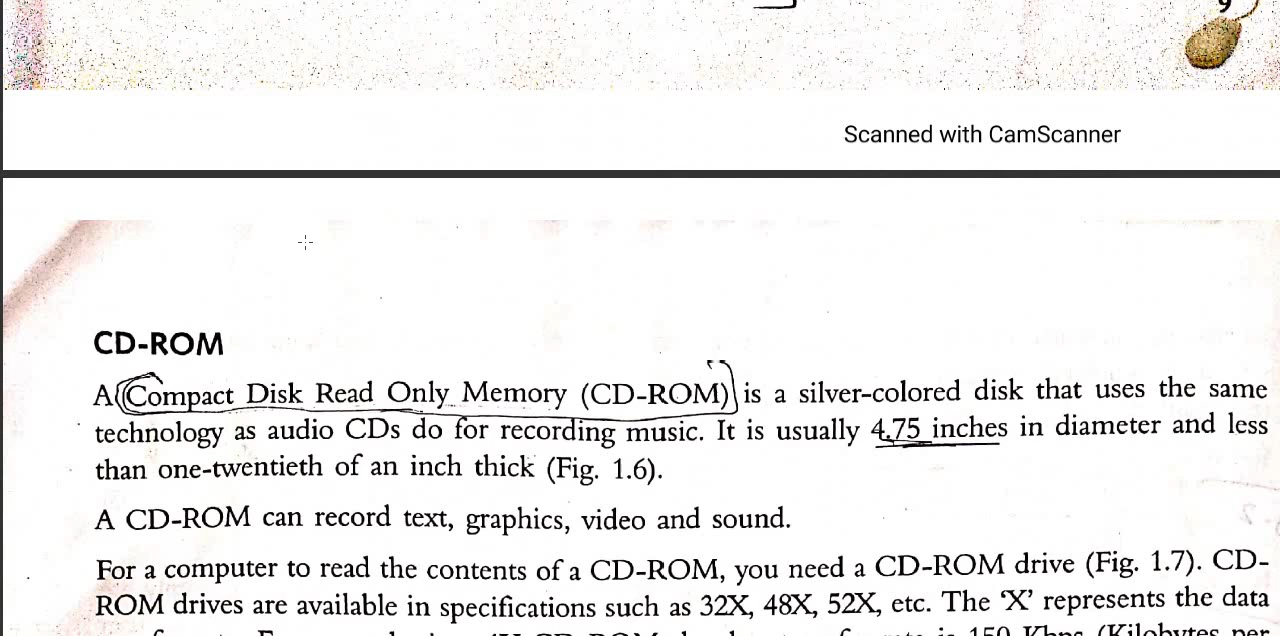 Scanned with CamScanner
CD-ROM
A Compact Disk Read Only Memory (CD-ROM) is a silver-colored disk that uses the same
technology as audio CDs do for recording music. It is usually 4.75 inches in diameter and less
than one-twentieth of an inch thick (Fig. 1.6).
A CD-ROM can record text, graphics, video and sound.
For a computer to read the contents of a CD-ROM, you need a CD-ROM drive (Fig. 1.7). CD-
ROM drives are available in specifications such as 32X, 48X, 52X, etc. The ‘X’ represents the data